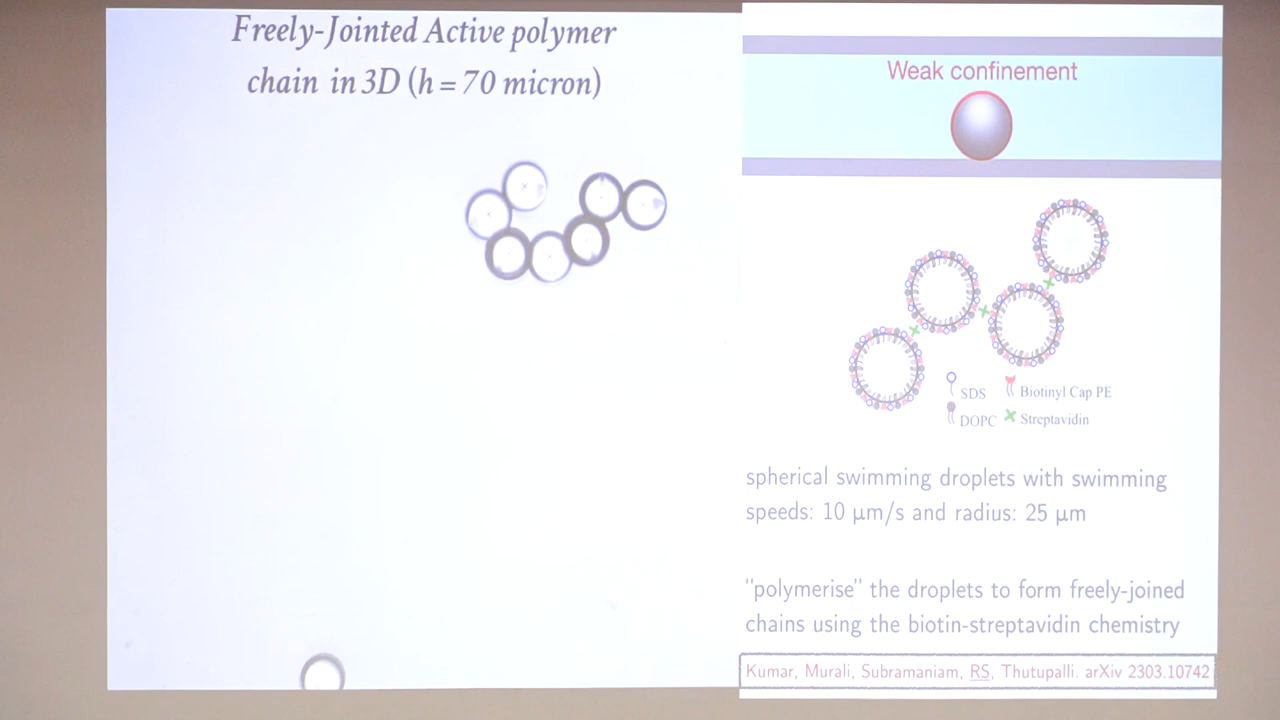 Freely-Jointed Active polymer
chain in 3D (h = 70 micron)
Weak confinement
SDS
Biotinyl Cap PE
DOPC
Streptavidin
spherical swimming droplets with swimming
speeds: 10 μm/s and radius: 25 μm
“polymerise” the droplets to form freely-joined
chains using the biotin-streptavidin chemistry
Kumar, Murali, Subramaniam, RS, Thutupalli. arXiv 2303.10742